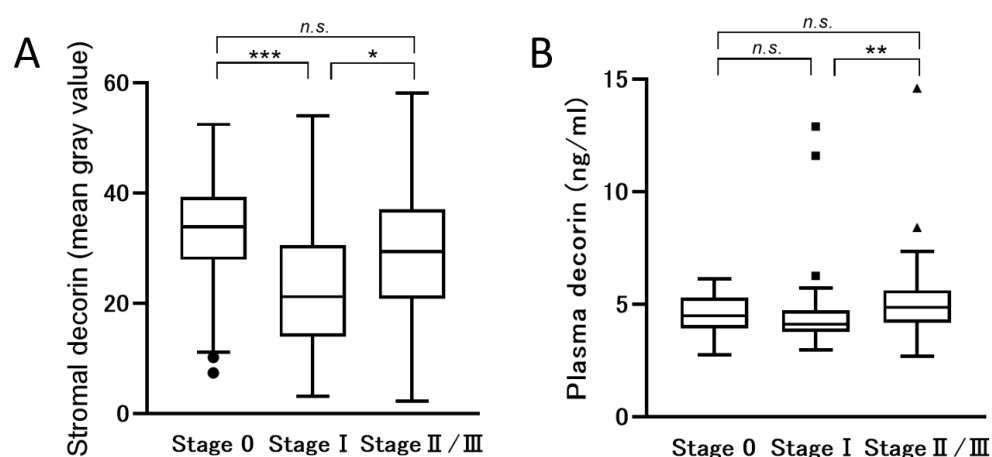 A
n.s.
***
*
Stromal decorin (mean gray value)
60
40
20
0
Stage 0 Stage Ⅰ Stage Ⅱ/Ⅲ
B
n.s.
n.s.
**
Plasma decorin (ng/ml)
15
10
5
0
Stage 0 Stage Ⅰ Stage Ⅱ/Ⅲ